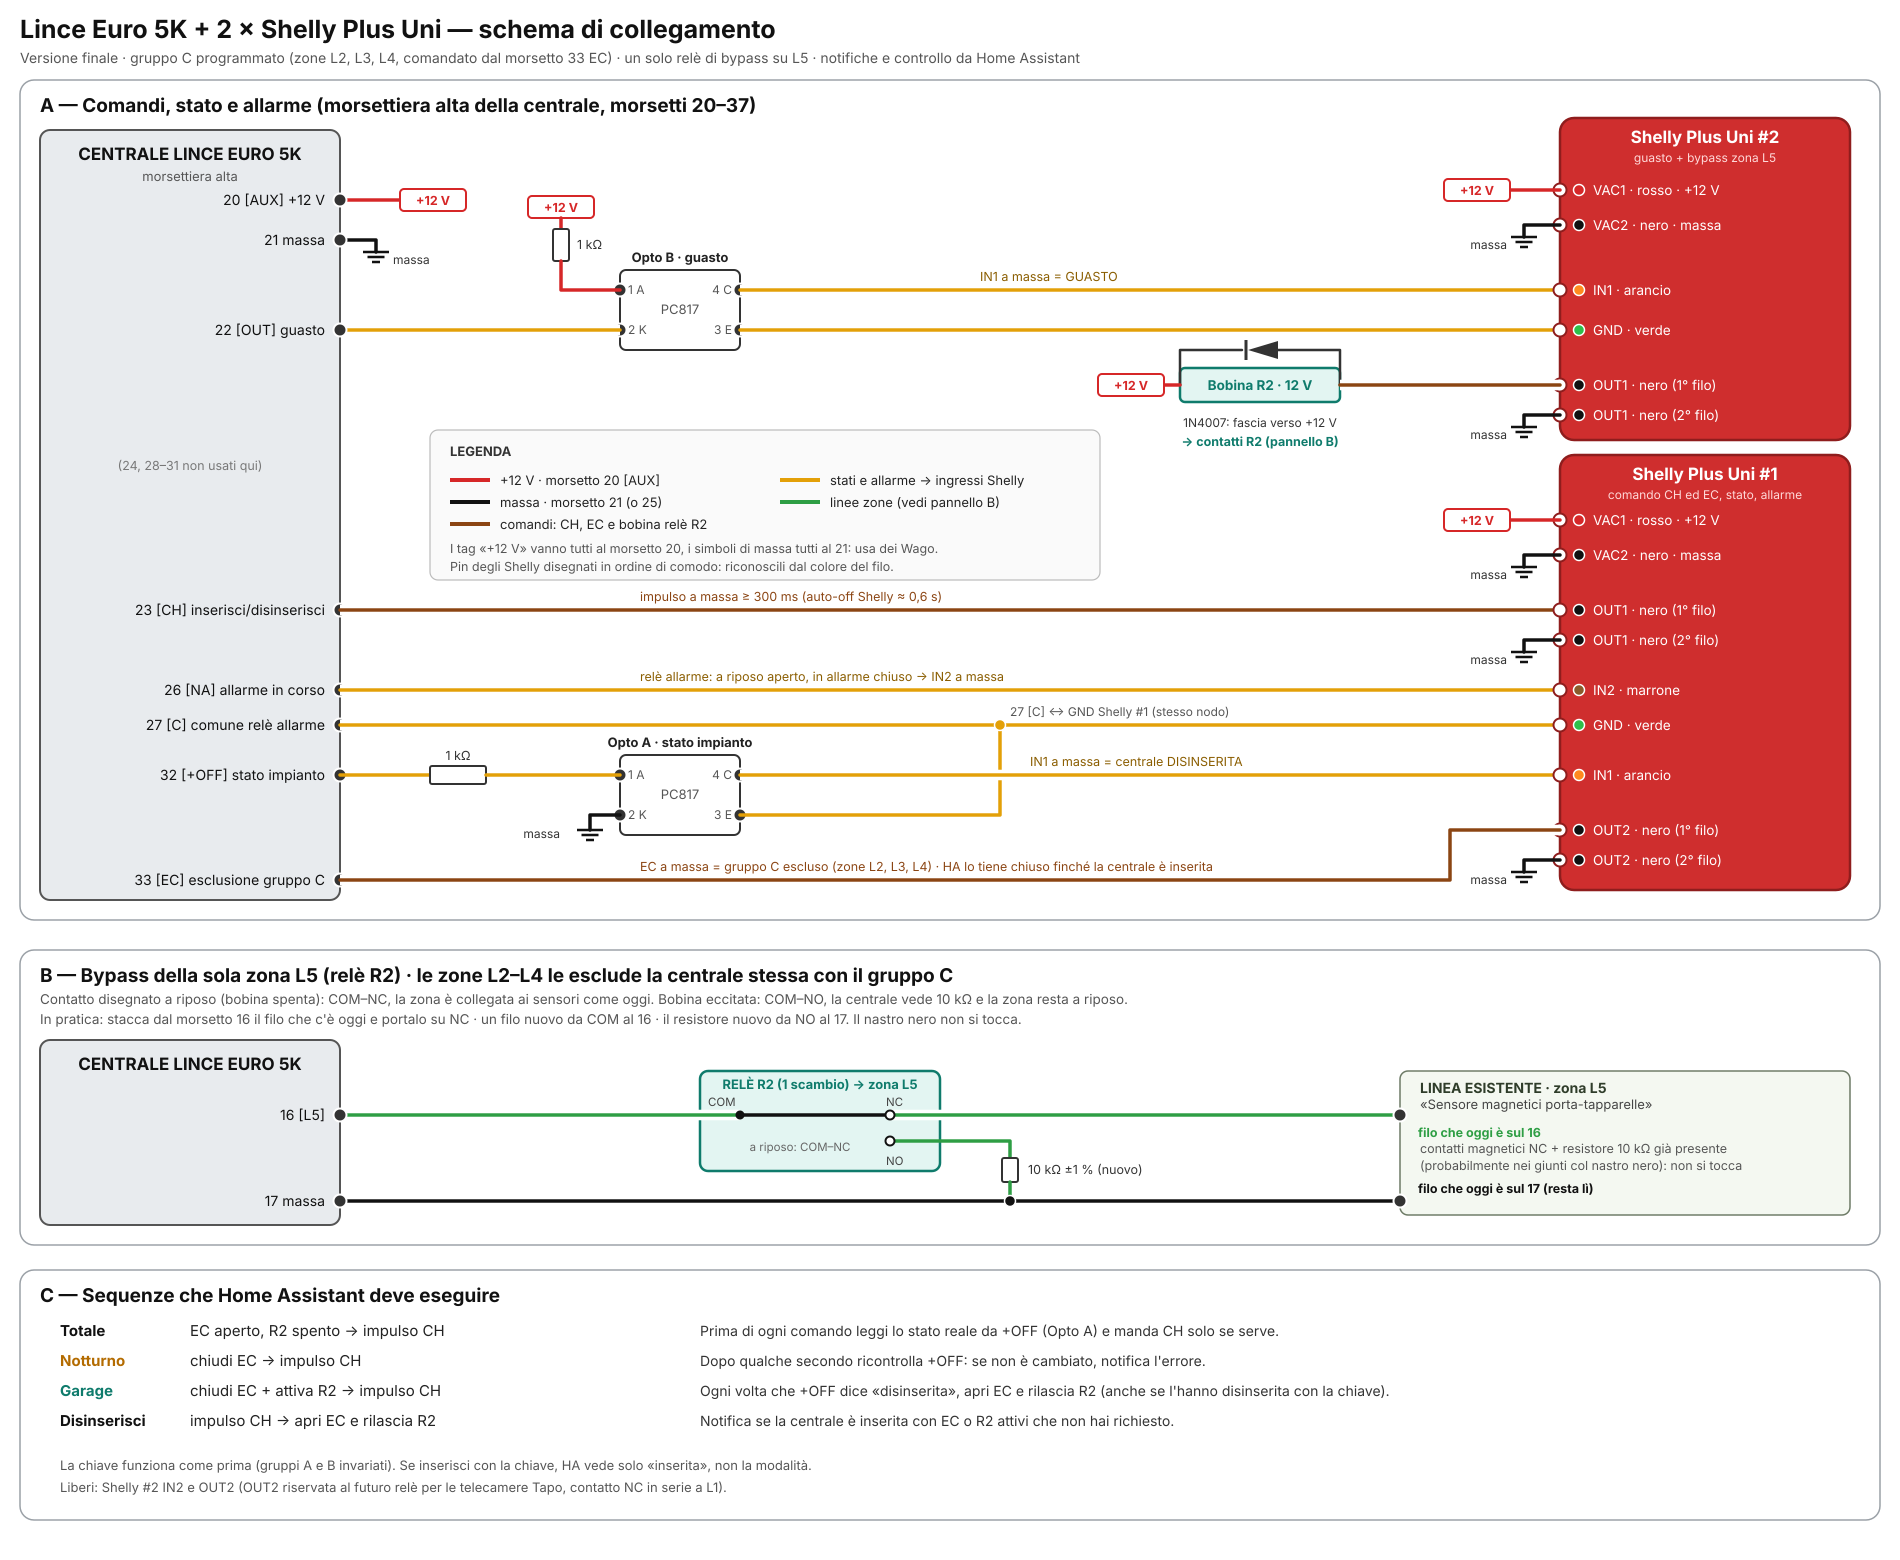 Lince Euro 5K + 2 × Shelly Plus Uni — schema di collegamento
Versione finale · gruppo C programmato (zone L2, L3, L4, comandato dal morsetto 33 EC) · un solo relè di bypass su L5 · notifiche e controllo da Home Assistant
A — Comandi, stato e allarme (morsettiera alta della centrale, morsetti 20–37)
CENTRALE LINCE EURO 5K
morsettiera alta
20 [AUX] +12 V
+12 V
21 massa
massa
22 [OUT] guasto
(24, 28–31 non usati qui)
23 [CH] inserisci/disinserisci
26 [NA] allarme in corso
27 [C] comune relè allarme
32 [+OFF] stato impianto
33 [EC] esclusione gruppo C
+12 V
1 kΩ
Opto B · guasto
1 A
4 C
PC817
2 K
3 E
IN1 a massa = GUASTO
+12 V
Bobina R2 · 12 V
1N4007: fascia verso +12 V
→ contatti R2 (pannello B)
LEGENDA
+12 V · morsetto 20 [AUX]
stati e allarme → ingressi Shelly
massa · morsetto 21 (o 25)
linee zone (vedi pannello B)
comandi: CH, EC e bobina relè R2
I tag «+12 V» vanno tutti al morsetto 20, i simboli di massa tutti al 21: usa dei Wago.
Pin degli Shelly disegnati in ordine di comodo: riconoscili dal colore del filo.
impulso a massa ≥ 300 ms (auto-off Shelly ≈ 0,6 s)
relè allarme: a riposo aperto, in allarme chiuso → IN2 a massa
27 [C] ↔ GND Shelly #1 (stesso nodo)
1 kΩ
Opto A · stato impianto
1 A
4 C
PC817
2 K
3 E
massa
IN1 a massa = centrale DISINSERITA
EC a massa = gruppo C escluso (zone L2, L3, L4) · HA lo tiene chiuso finché la centrale è inserita
Shelly Plus Uni #2
guasto + bypass zona L5
+12 V
VAC1 · rosso · +12 V
VAC2 · nero · massa
massa
IN1 · arancio
GND · verde
OUT1 · nero (1° filo)
OUT1 · nero (2° filo)
massa
Shelly Plus Uni #1
comando CH ed EC, stato, allarme
+12 V
VAC1 · rosso · +12 V
VAC2 · nero · massa
massa
OUT1 · nero (1° filo)
OUT1 · nero (2° filo)
massa
IN2 · marrone
GND · verde
IN1 · arancio
OUT2 · nero (1° filo)
OUT2 · nero (2° filo)
massa
B — Bypass della sola zona L5 (relè R2) · le zone L2–L4 le esclude la centrale stessa con il gruppo C
Contatto disegnato a riposo (bobina spenta): COM–NC, la zona è collegata ai sensori come oggi. Bobina eccitata: COM–NO, la centrale vede 10 kΩ e la zona resta a riposo.
In pratica: stacca dal morsetto 16 il filo che c'è oggi e portalo su NC · un filo nuovo da COM al 16 · il resistore nuovo da NO al 17. Il nastro nero non si tocca.
CENTRALE LINCE EURO 5K
16 [L5]
17 massa
RELÈ R2 (1 scambio) → zona L5
COM
NC
a riposo: COM–NC
NO
10 kΩ ±1 % (nuovo)
LINEA ESISTENTE · zona L5
«Sensore magnetici porta-tapparelle»
filo che oggi è sul 16
contatti magnetici NC + resistore 10 kΩ già presente
(probabilmente nei giunti col nastro nero): non si tocca
filo che oggi è sul 17 (resta lì)
C — Sequenze che Home Assistant deve eseguire
Totale
EC aperto, R2 spento → impulso CH
Prima di ogni comando leggi lo stato reale da +OFF (Opto A) e manda CH solo se serve.
Notturno
chiudi EC → impulso CH
Dopo qualche secondo ricontrolla +OFF: se non è cambiato, notifica l'errore.
Garage
chiudi EC + attiva R2 → impulso CH
Ogni volta che +OFF dice «disinserita», apri EC e rilascia R2 (anche se l'hanno disinserita con la chiave).
Disinserisci
impulso CH → apri EC e rilascia R2
Notifica se la centrale è inserita con EC o R2 attivi che non hai richiesto.
La chiave funziona come prima (gruppi A e B invariati). Se inserisci con la chiave, HA vede solo «inserita», non la modalità.
Liberi: Shelly #2 IN2 e OUT2 (OUT2 riservata al futuro relè per le telecamere Tapo, contatto NC in serie a L1).